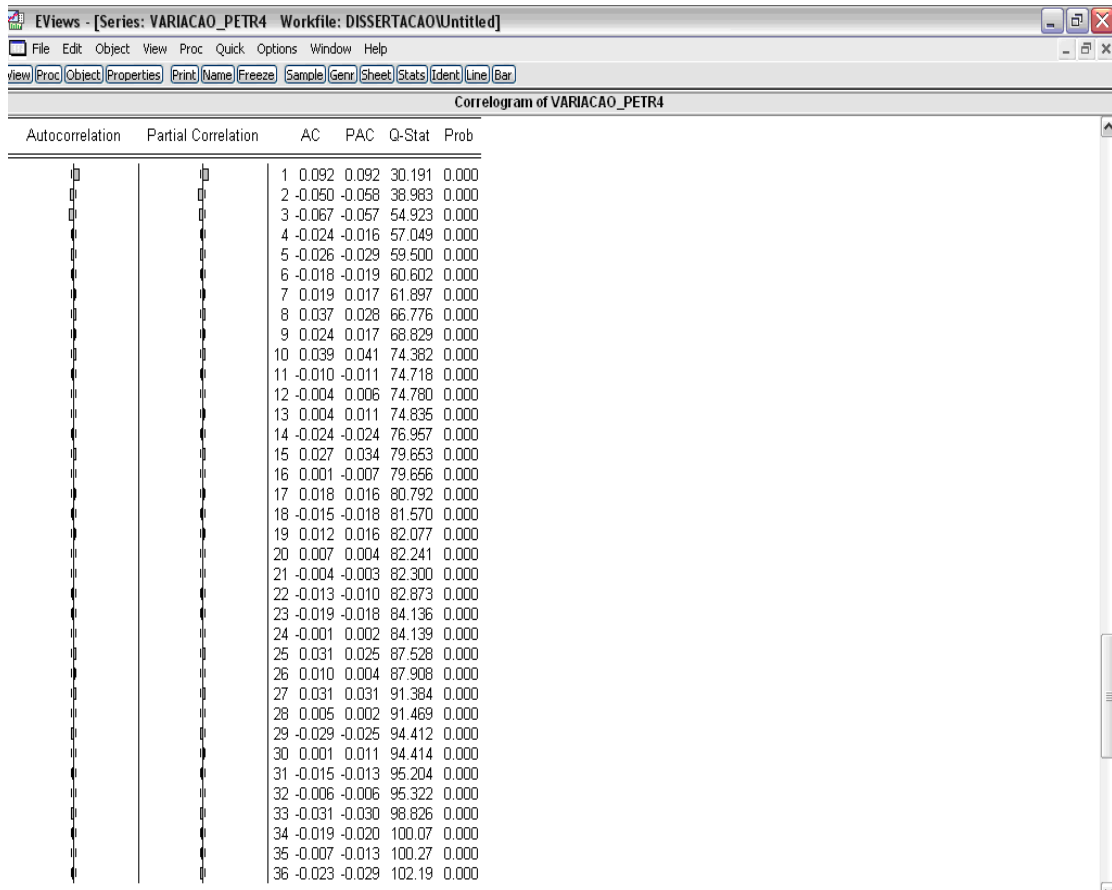 EViews - [Series: VARIACAO_PETR4 Workfile: DISSERTACAO\Untitled]
File Edit Object View Proc Quick Options Window Help
View Proc Object Properties Print Name Freeze Sample Genr Sheet Stats Ident Line Bar
Correlogram of VARIACAO_PETR4
Autocorrelation Partial Correlation AC PAC Q-Stat Prob
1 0.092 0.092 30.191 0.000
2 -0.050 -0.058 38.983 0.000
3 -0.067 -0.057 54.923 0.000
4 -0.024 -0.016 57.049 0.000
5 -0.026 -0.029 59.500 0.000
6 -0.018 -0.019 60.602 0.000
7 0.019 0.017 61.897 0.000
8 0.037 0.028 66.776 0.000
9 0.024 0.017 68.829 0.000
10 0.039 0.041 74.382 0.000
11 -0.010 -0.011 74.718 0.000
12 -0.004 0.006 74.780 0.000
13 0.004 0.011 74.835 0.000
14 -0.024 -0.024 76.957 0.000
15 0.027 0.034 79.653 0.000
16 0.001 -0.007 79.656 0.000
17 0.018 0.016 80.792 0.000
18 -0.015 -0.018 81.570 0.000
19 0.012 0.016 82.077 0.000
20 0.007 0.004 82.241 0.000
21 -0.004 -0.003 82.300 0.000
22 -0.013 -0.010 82.873 0.000
23 -0.019 -0.018 84.136 0.000
24 -0.001 0.002 84.139 0.000
25 0.031 0.025 87.528 0.000
26 0.010 0.004 87.908 0.000
27 0.031 0.031 91.384 0.000
28 0.005 0.002 91.469 0.000
29 -0.029 -0.025 94.412 0.000
30 0.001 0.011 94.414 0.000
31 -0.015 -0.013 95.204 0.000
32 -0.006 -0.006 95.322 0.000
33 -0.031 -0.030 98.826 0.000
34 -0.019 -0.020 100.07 0.000
35 -0.007 -0.013 100.27 0.000
36 -0.023 -0.029 102.19 0.000